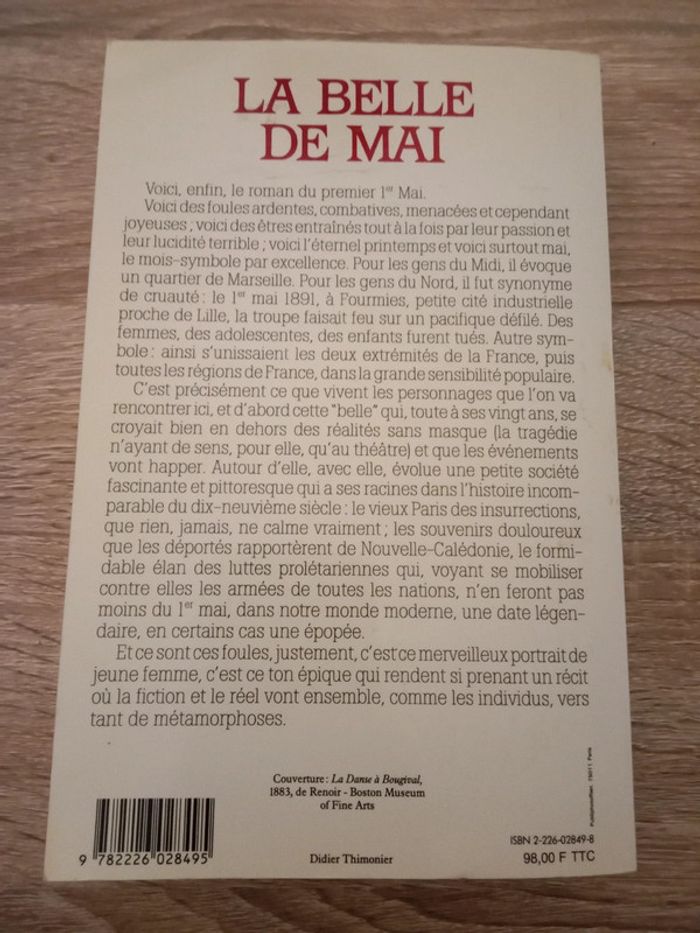 LA BELLE
DE MAI
Voici, enfin, le roman du premier 1er Mai.
Voici des foules ardentes, combatives, menacées et cependant
joyeuses ; voici des êtres entraînés tout à la fois par leur passion et
leur lucidité terrible ; voici l'éternel printemps et voici surtout mai,
le mois-symbole par excellence. Pour les gens du Midi, il évoque
un quartier de Marseille. Pour les gens du Nord, il fut synonyme
de cruauté : le 1er mai 1891, à Fourmies, petite cité industrielle
proche de Lille, la troupe faisait feu sur un pacifique défilé. Des
femmes, des adolescentes, des enfants furent tués. Autre sym-
bole : ainsi s'unissaient les deux extrémités de la France, puis
toutes les régions de France, dans la grande sensibilité populaire.
C'est précisément ce que vivent les personnages que l'on va
rencontrer ici, et d'abord cette "belle" qui, toute à ses vingt ans, se
croyait bien en dehors des réalités sans masque (la tragédie
n'ayant de sens, pour elle, qu'au théâtre) et que les événements
vont happer. Autour d'elle, avec elle, évolue une petite société
fascinante et pittoresque qui a ses racines dans l'histoire incom-
parable du dix-neuvième siècle : le vieux Paris des insurrections,
que rien, jamais, ne calme vraiment ; les souvenirs douloureux
que les déportés rapportèrent de Nouvelle-Calédonie, le formi-
dable élan des luttes prolétariennes qui, voyant se mobiliser
contre elles les armées de toutes les nations, n'en feront pas
moins du 1er mai, dans notre monde moderne, une date légen-
daire, en certains cas une épopée.
Et ce sont ces foules, justement, c'est ce merveilleux portrait de
jeune femme, c'est ce ton épique qui rendent si prenant un récit
où la fiction et le réel vont ensemble, comme les individus, vers
tant de métamorphoses.
Couverture : La Danse à Bougival,
1883, de Renoir - Boston Museum
of Fine Arts
Didier Thimonier
9 782226 028495
ISBN 2-226-02849-8
98,00 F TTC
75011 Paris